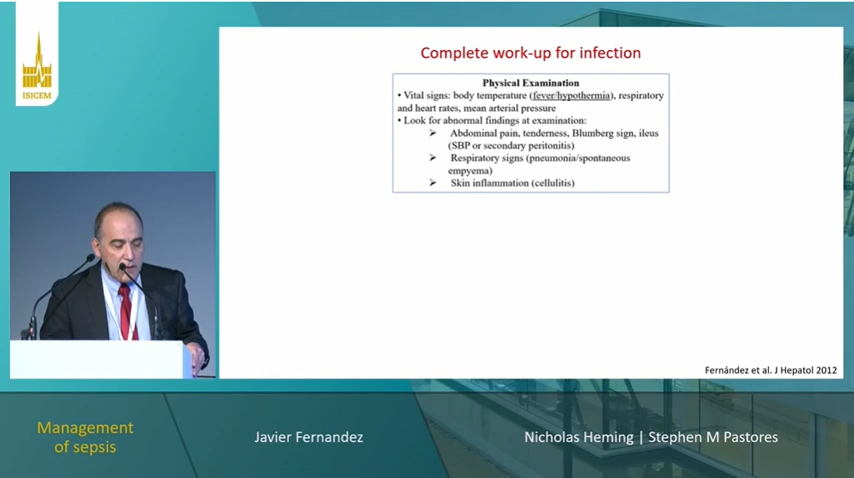 ISICEM
Complete work-up for infection
Physical Examination
• Vital signs: body temperature (fever/hypothermia), respiratory
and heart rates, mean arterial pressure
• Look for abnormal findings at examination:
➢ Abdominal pain, tenderness, Blumberg sign, ileus
(SBP or secondary peritonitis)
➢ Respiratory signs (pneumonia/spontaneous
empyema)
➢ Skin inflammation (cellulitis)
Fernández et al. J Hepatol 2012
Management
of sepsis
Javier Fernandez
Nicholas Heming | Stephen M Pastores